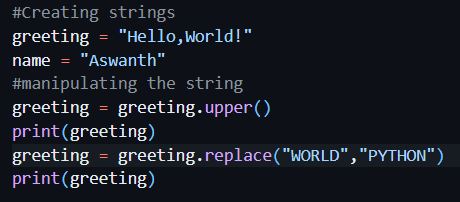 #Creating strings
greeting = "Hello,World!"
name = "Aswanth"
#manipulating the string
greeting = greeting.upper()
print(greeting)
greeting = greeting.replace("WORLD","PYTHON")
print(greeting)